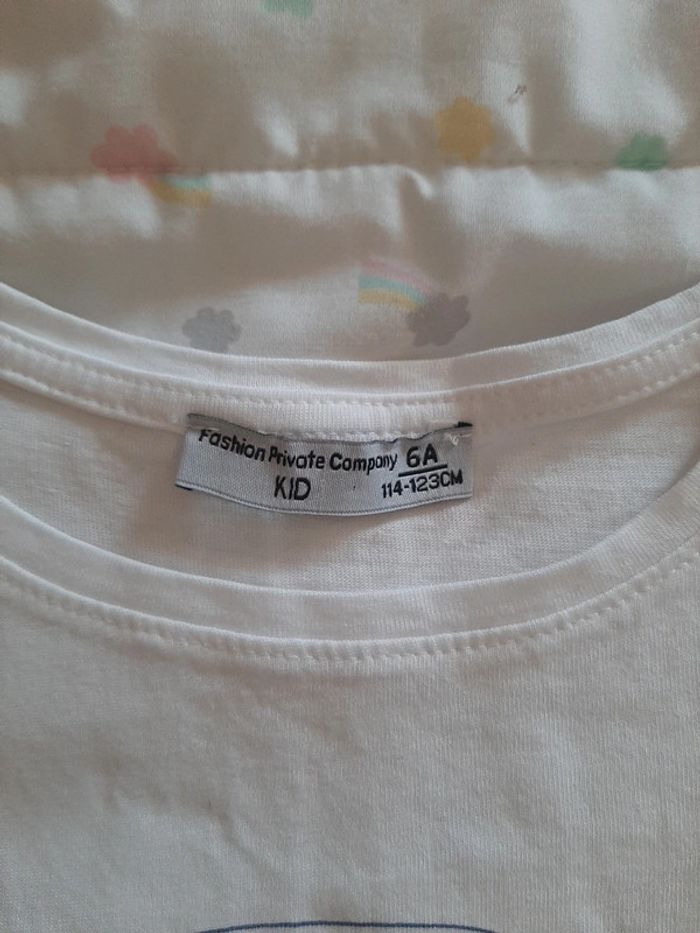 Fashion Private Company 6A
KID 114-123CM